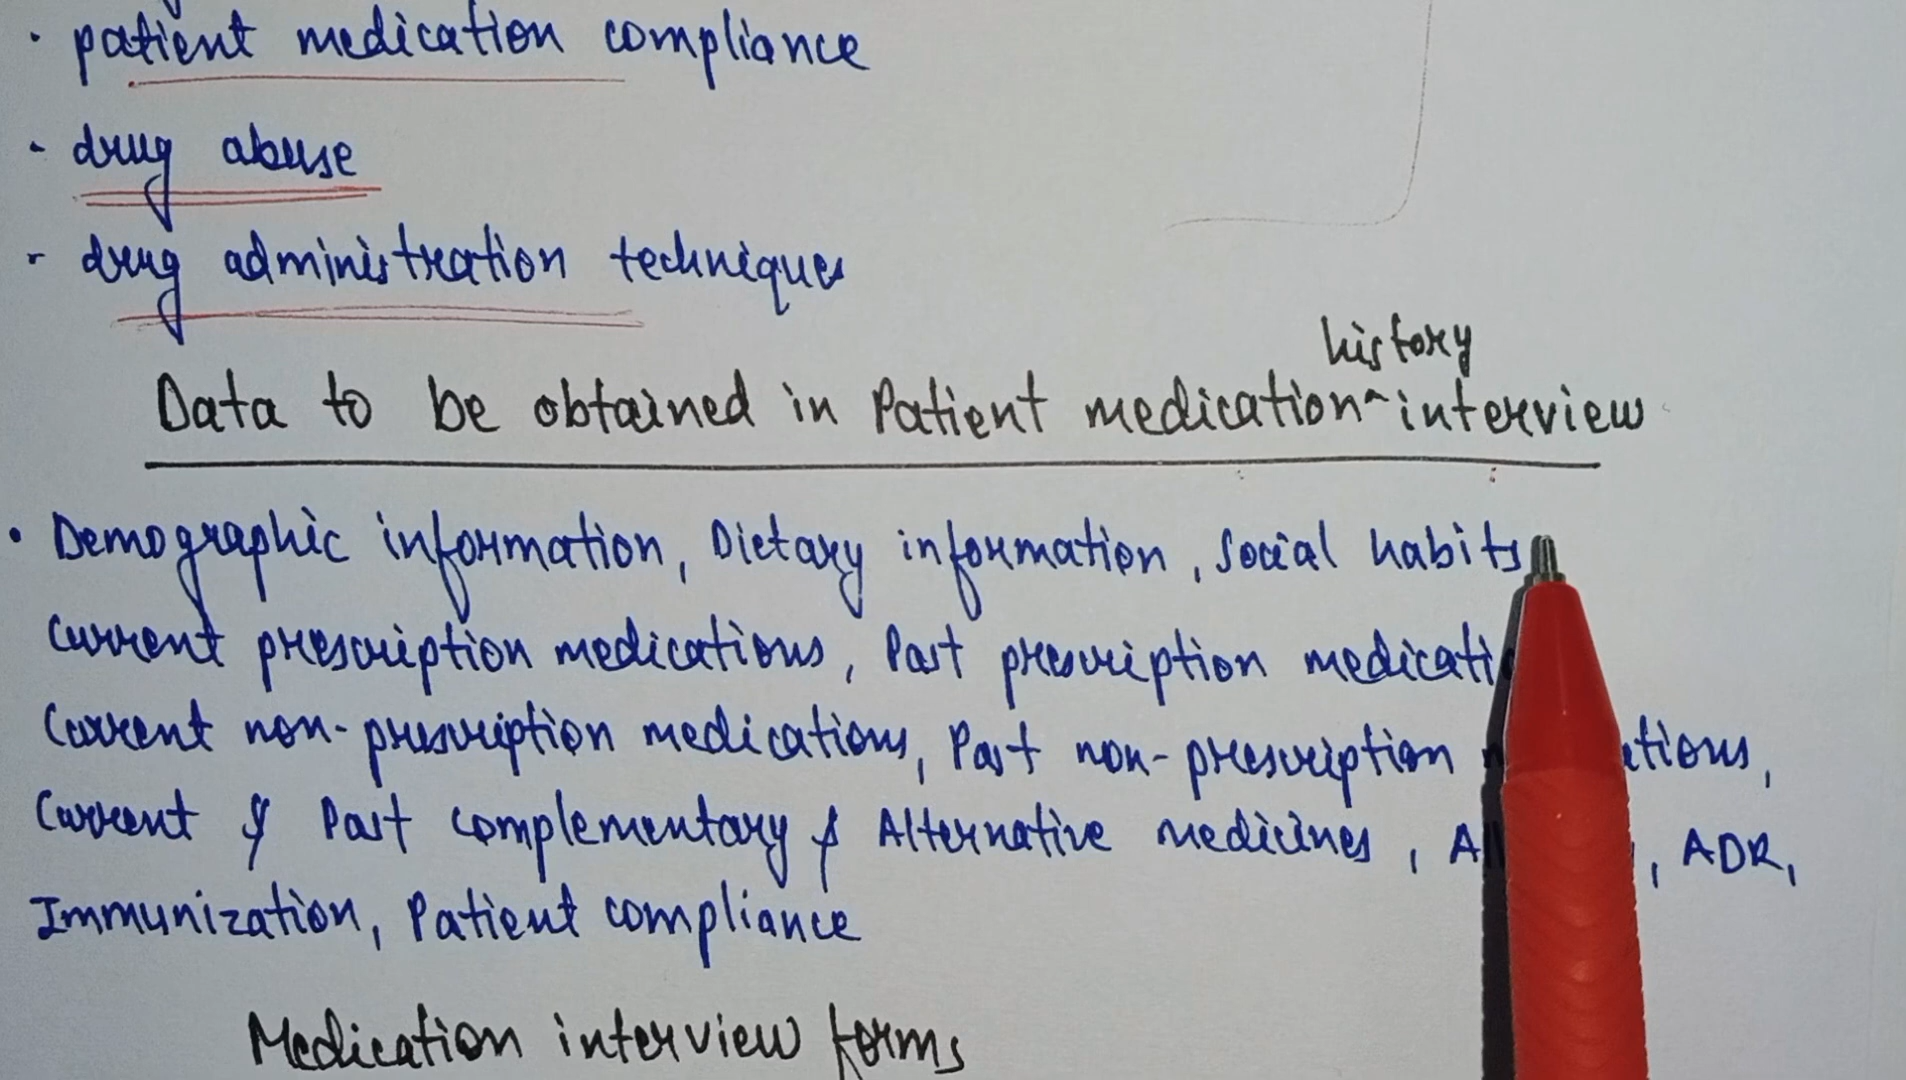 · patient medication compliance
- drug abuse
- drug administration techniques
history
Data to be obtained in Patient medication^interview
· Demographic information, Dietary information, Social habits
Current prescription medications, Past prescription
Current non-prescription medications, Past non-prescription
Current & Past complementary & Alternative medicines, , ADR,
Immunization, Patient compliance
Medication interview forms